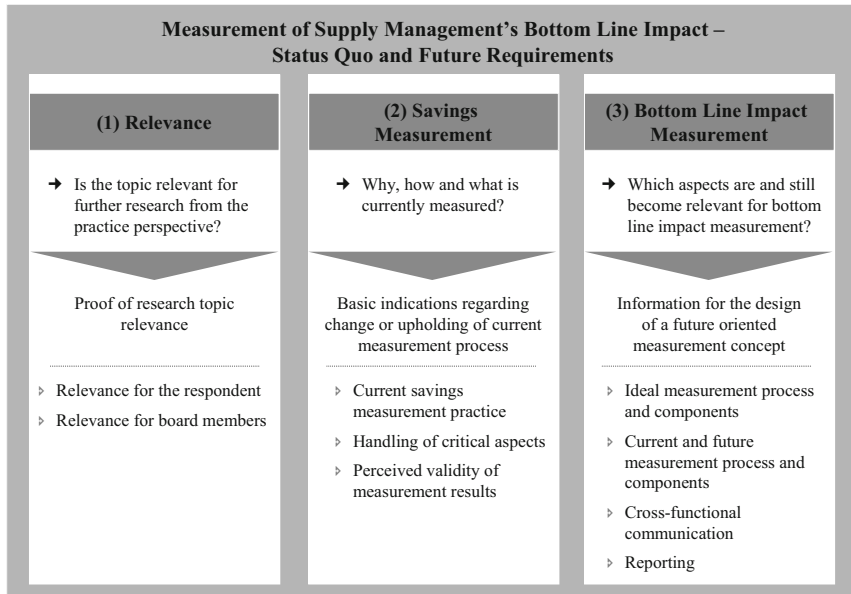 Measurement of Supply Management's Bottom Line Impact –
Status Quo and Future Requirements
(1) Relevance
➔ Is the topic relevant for
further research from the
practice perspective?
Proof of research topic
relevance
Relevance for the respondent
Relevance for board members
(2) Savings
Measurement
➔ Why, how and what is
currently measured?
Basic indications regarding
change or upholding of current
measurement process
Current savings
measurement practice
Handling of critical aspects
Perceived validity of
measurement results
(3) Bottom Line Impact
Measurement
➔ Which aspects are and still
become relevant for bottom
line impact measurement?
Information for the design
of a future oriented
measurement concept
Ideal measurement process
and components
Current and future
measurement process and
components
Cross-functional
communication
Reporting